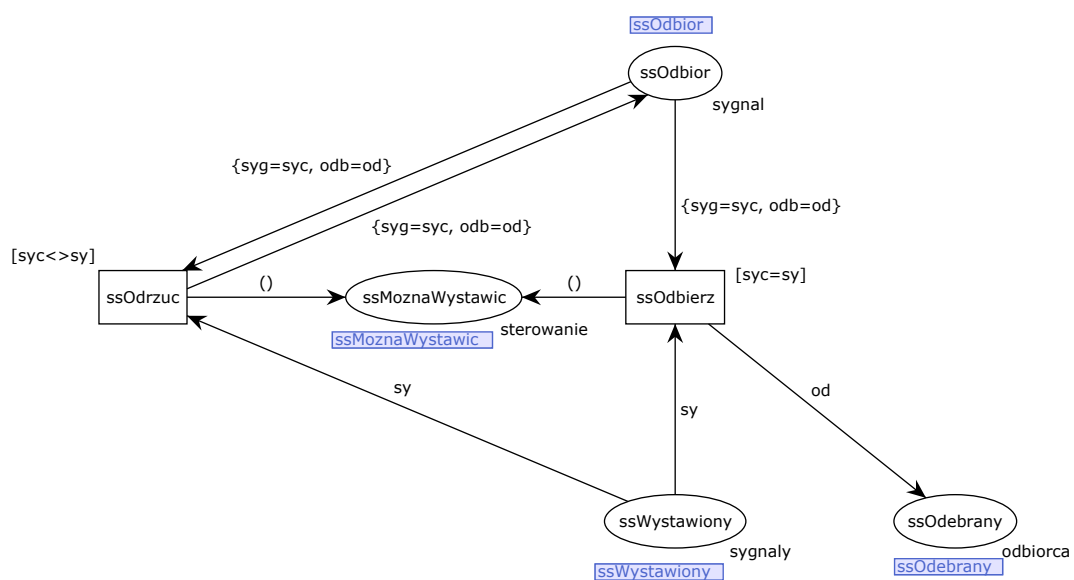 ssOdbior
ssOdbior
sygnal
{syg=syc, odb=od}
{syg=syc, odb=od}
{syg=syc, odb=od}
[syc<>sy]
ssOdrzuc
()
ssMoznaWystawic
()
ssOdbierz
[syc=sy]
sterowanie
ssMoznaWystawic
sy
sy
od
ssWystawiony
ssOdebrany
sygnaly
odbiorca
ssWystawiony
ssOdebrany